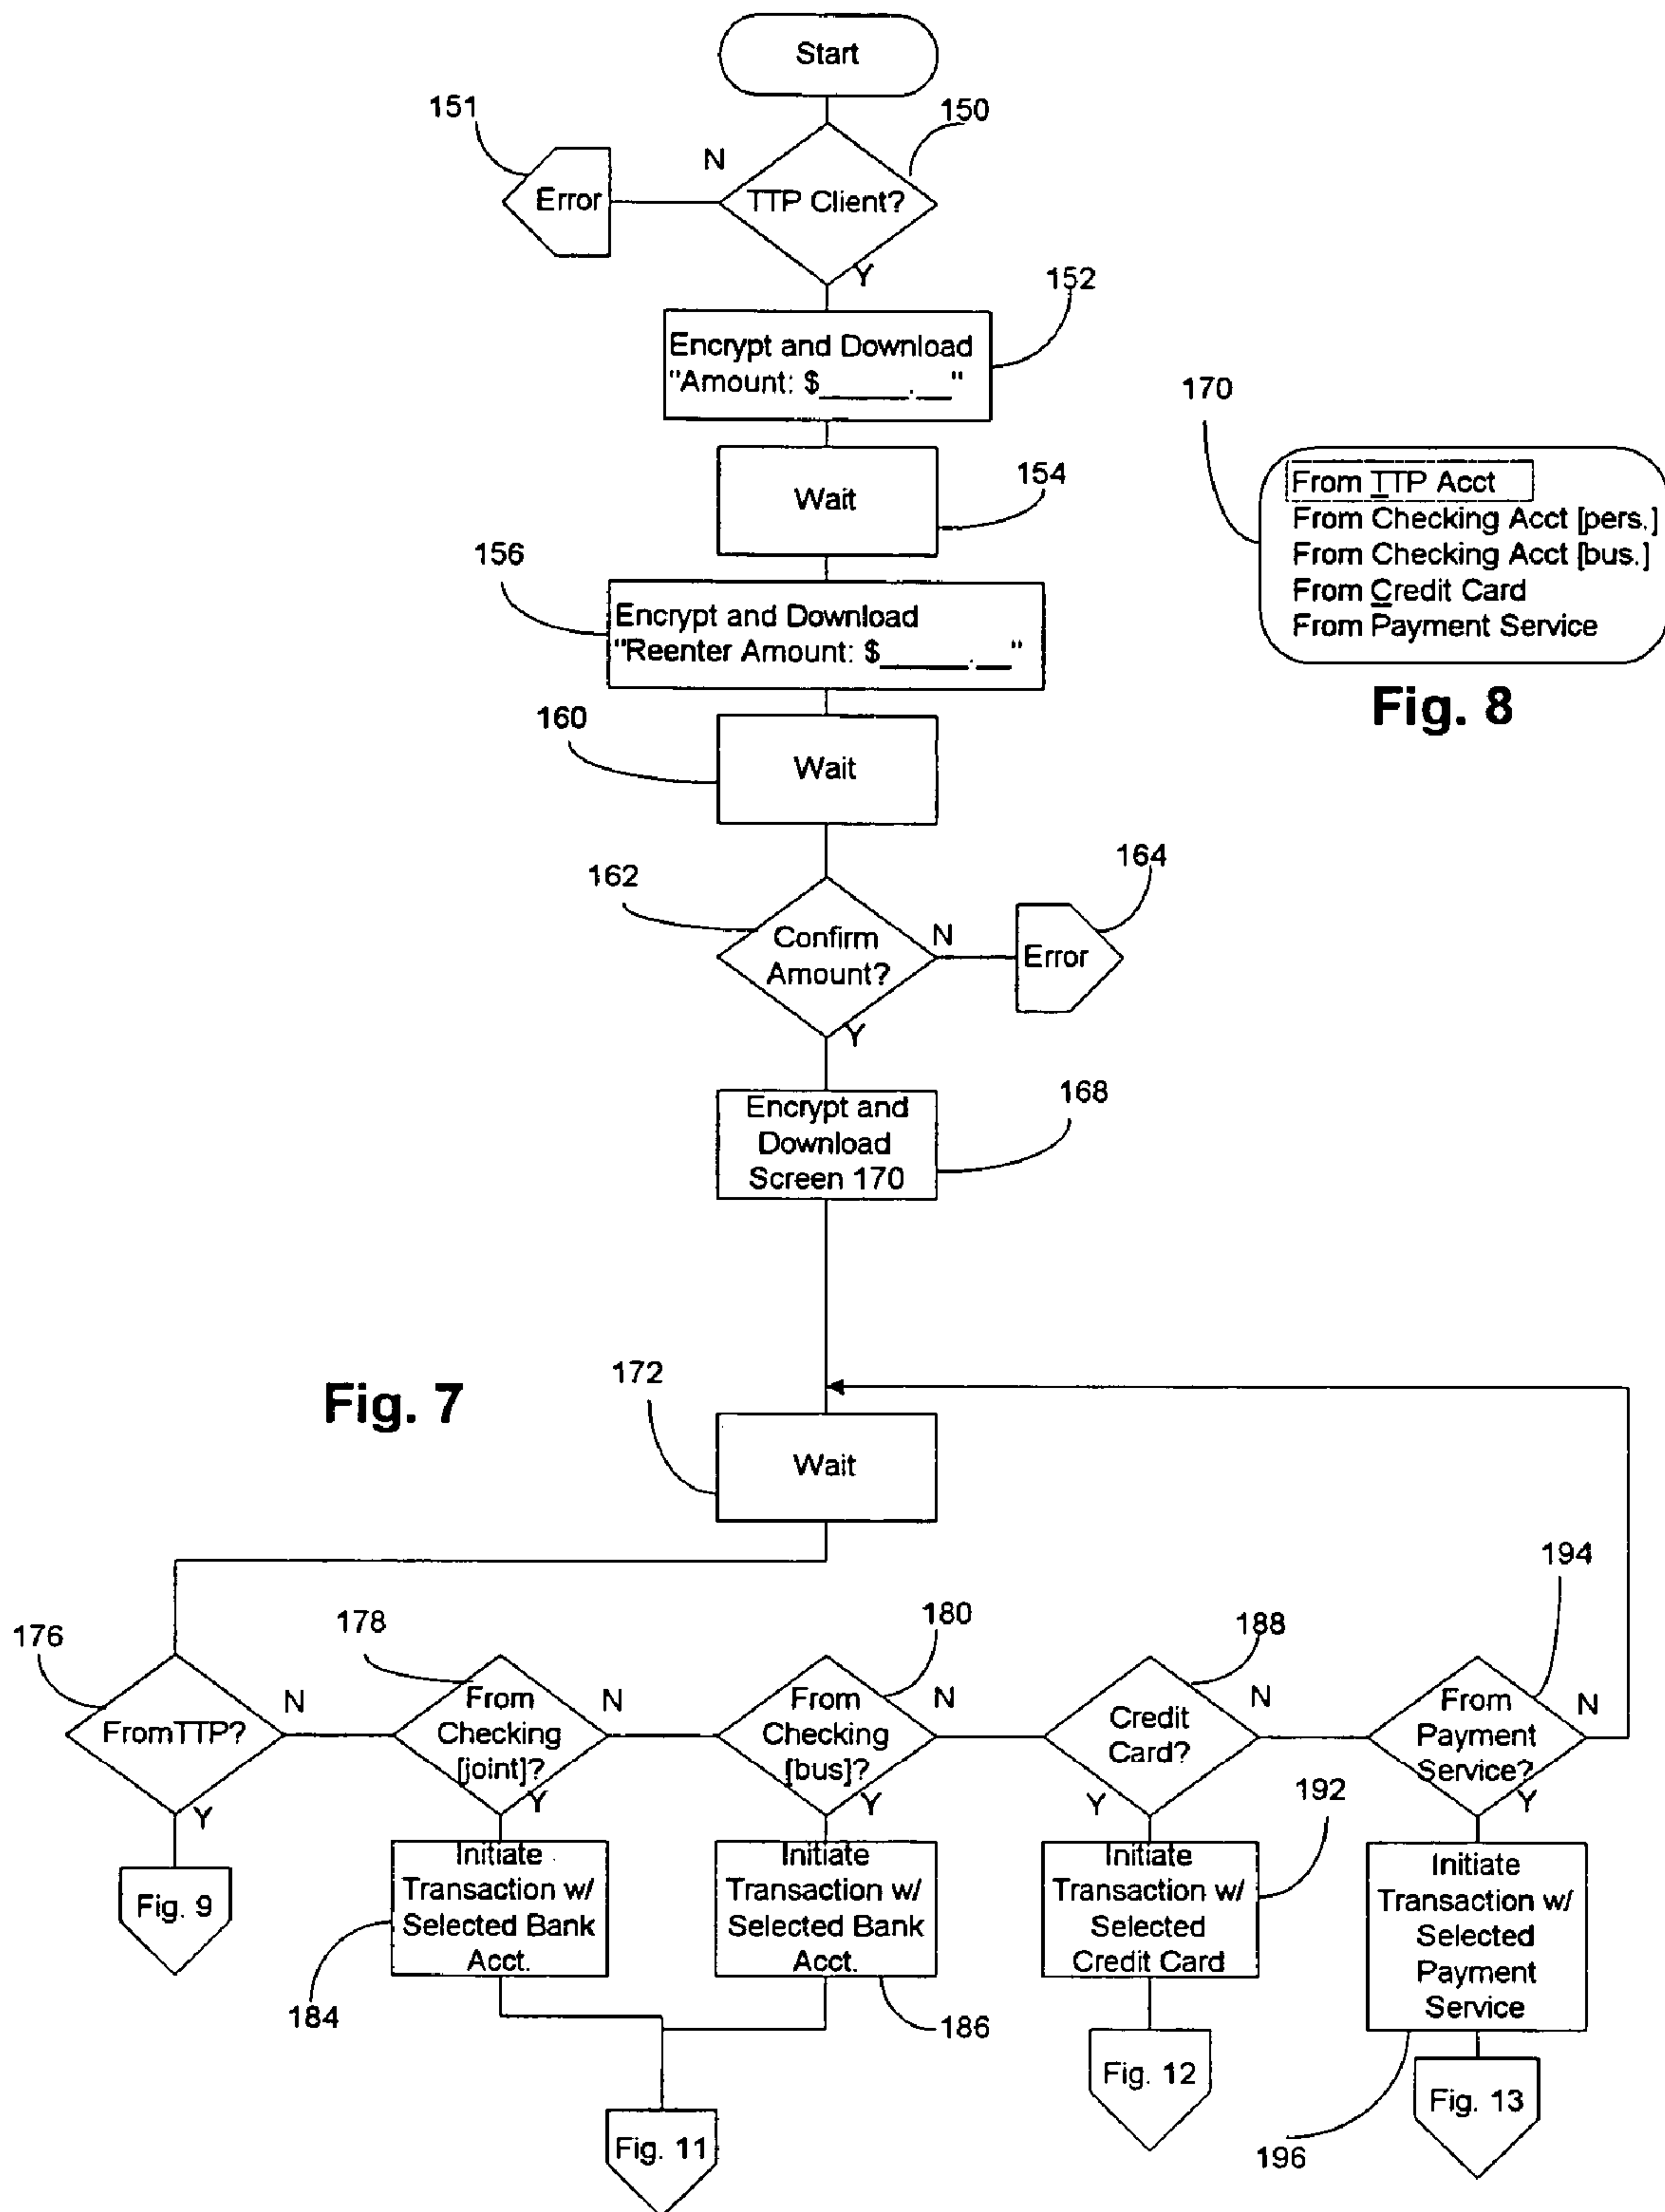 Start
151
150
N
Error
TTP Client?
Y
152
Encrypt and Download
"Amount: $_____.__"
170
154
Wait
From TTP Acct
From Checking Acct [pers.]
From Checking Acct [bus.]
From Credit Card
From Payment Service
Fig. 8
156
Encrypt and Download
"Reenter Amount: $_____.__"
160
Wait
162
164
Confirm
Amount?
N
Error
Y
168
Encrypt and
Download
Screen 170
Fig. 7
172
Wait
194
176
178
180
188
FromTTP?
N
From
Checking
[joint]?
N
From
Checking
[bus]?
N
Credit
Card?
N
From
Payment
Service?
N
Y
Y
Y
Y
Y
192
Fig. 9
Initiate
Transaction w/
Selected Bank
Acct.
Initiate
Transaction w/
Selected Bank
Acct.
Initiate
Transaction w/
Selected
Credit Card
Initiate
Transaction w/
Selected
Payment
Service
184
186
Fig. 11
Fig. 12
Fig. 13
196